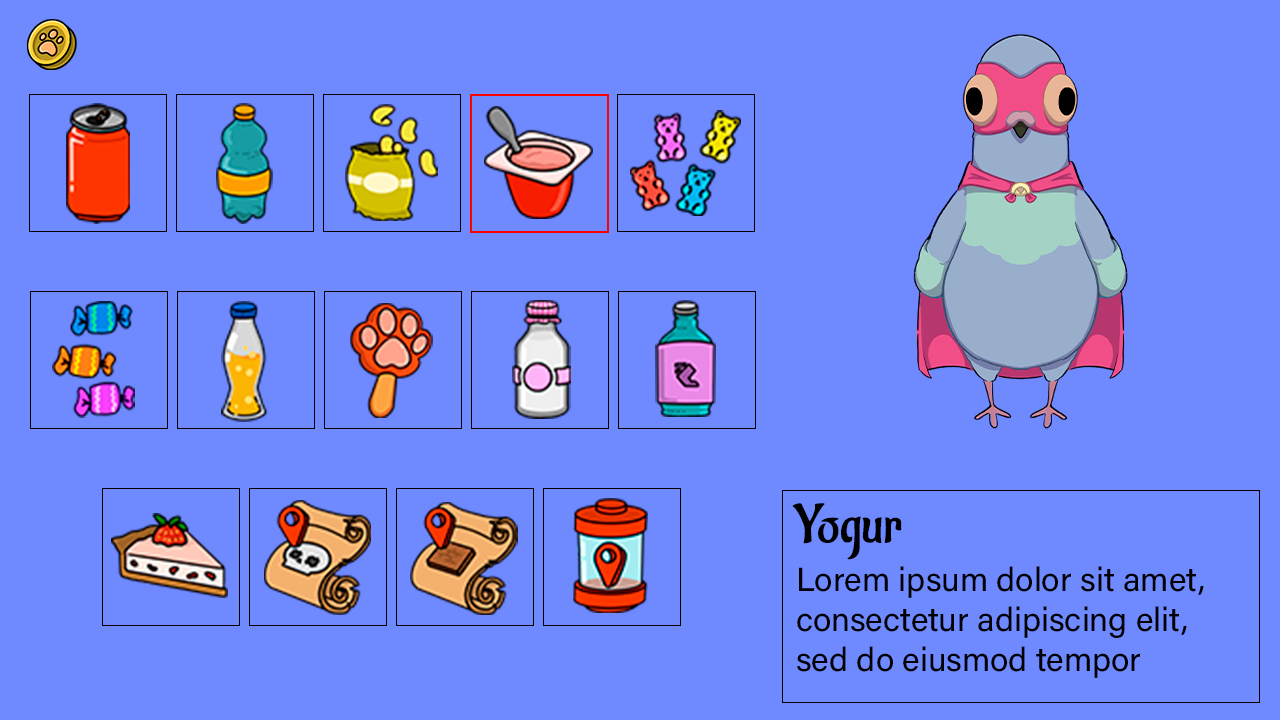 Yogur
Lorem ipsum dolor sit amet,
consectetur adipiscing elit,
sed do eiusmod tempor